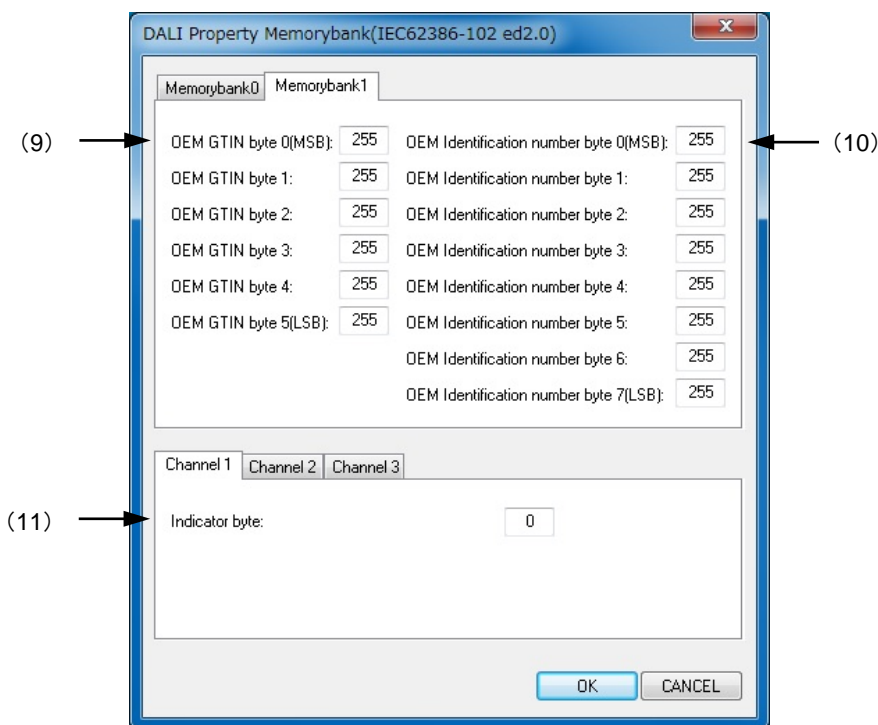 DALI Property Memorybank(IEC62386-102 ed2.0)
Memorybank0 Memorybank1
(9) OEM GTIN byte 0(MSB): 255 OEM Identification number byte 0(MSB): 255 (10)
OEM GTIN byte 1: 255 OEM Identification number byte 1: 255
OEM GTIN byte 2: 255 OEM Identification number byte 2: 255
OEM GTIN byte 3: 255 OEM Identification number byte 3: 255
OEM GTIN byte 4: 255 OEM Identification number byte 4: 255
OEM GTIN byte 5(LSB): 255 OEM Identification number byte 5: 255
OEM Identification number byte 6: 255
OEM Identification number byte 7(LSB): 255
Channel 1 Channel 2 Channel 3
(11) Indicator byte: 0
OK CANCEL